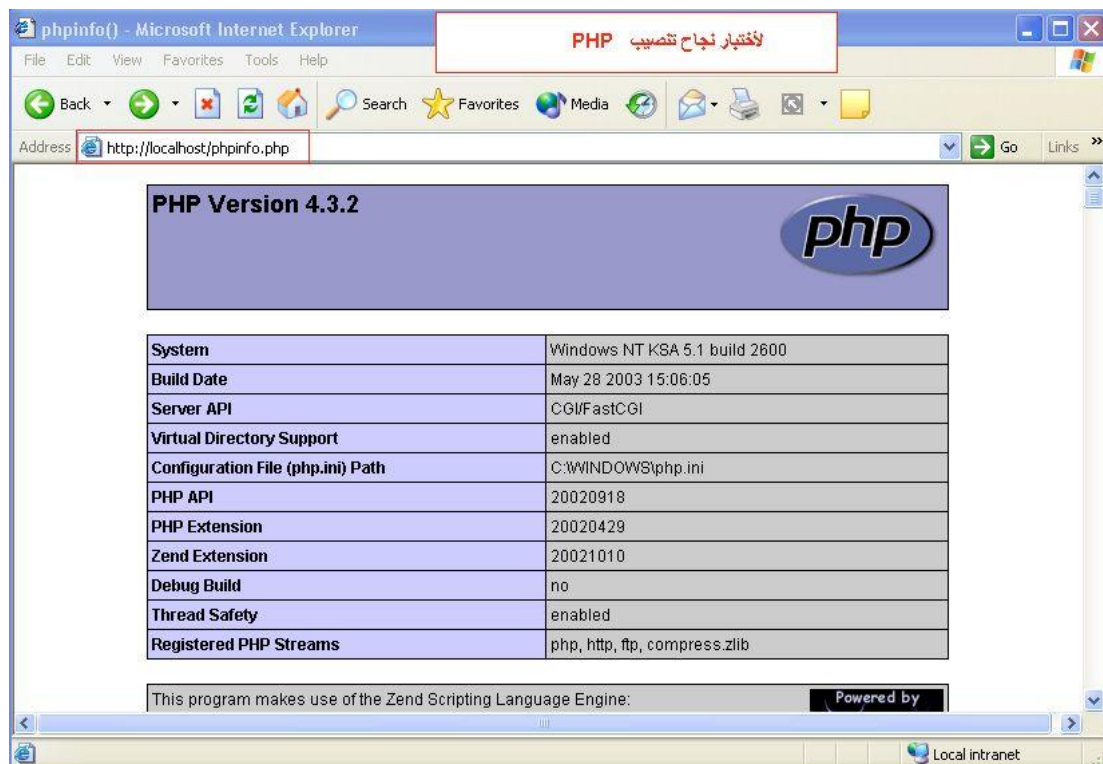 phpinfo() - Microsoft Internet Explorer
لأختبار نجاح تنصيب PHP
File Edit View Favorites Tools Help
Back Search Favorites Media
Address http://localhost/phpinfo.php Go Links »
PHP Version 4.3.2
php
System Windows NT KSA 5.1 build 2600
Build Date May 28 2003 15:06:05
Server API CGI/FastCGI
Virtual Directory Support enabled
Configuration File (php.ini) Path C:\WINDOWS\php.ini
PHP API 20020918
PHP Extension 20020429
Zend Extension 20021010
Debug Build no
Thread Safety enabled
Registered PHP Streams php, http, ftp, compress.zlib
This program makes use of the Zend Scripting Language Engine: Powered by
Local intranet